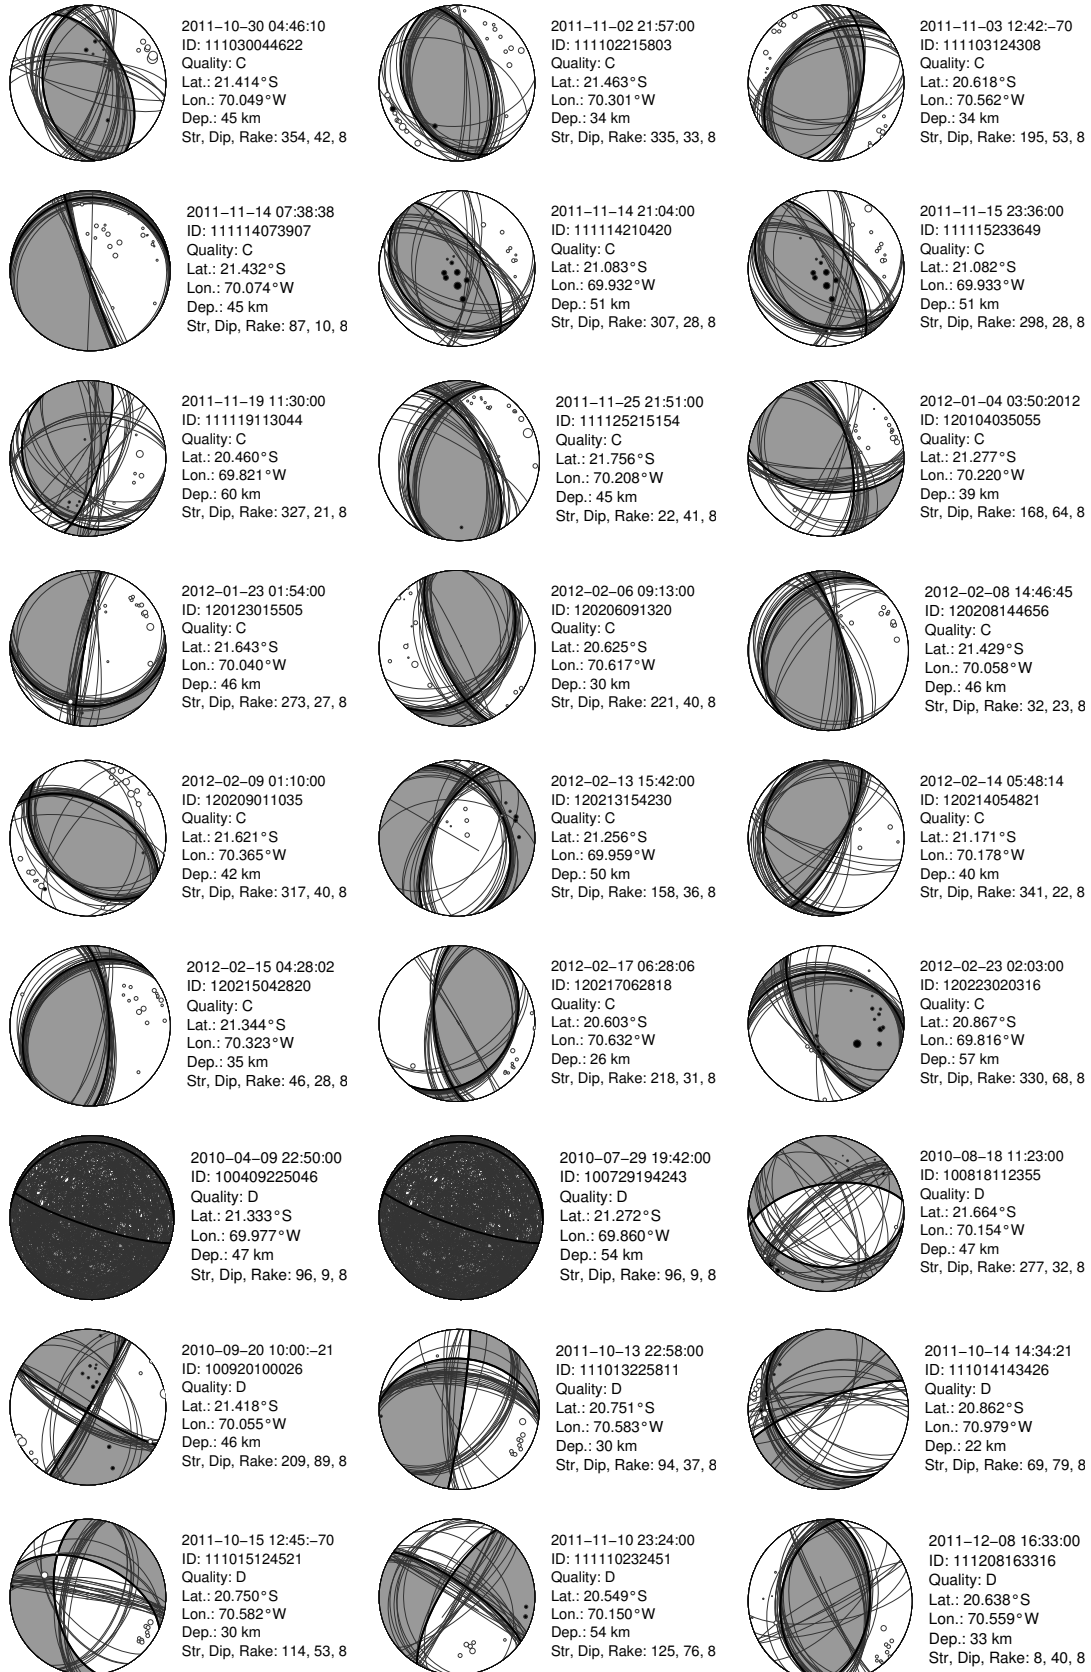 2011−10−30 04:46:10
ID: 111030044622
Quality: C
Lat.: 21.414°S
Lon.: 70.049°W
Dep.: 45 km
Str, Dip, Rake: 354, 42, 8
2011−11−02 21:57:00
ID: 111102215803
Quality: C
Lat.: 21.463°S
Lon.: 70.301°W
Dep.: 34 km
Str, Dip, Rake: 335, 33, 8
2011−11−03 12:42:−70
ID: 111103124308
Quality: C
Lat.: 20.618°S
Lon.: 70.562°W
Dep.: 34 km
Str, Dip, Rake: 195, 53, 8
2011−11−14 07:38:38
ID: 111114073907
Quality: C
Lat.: 21.432°S
Lon.: 70.074°W
Dep.: 45 km
Str, Dip, Rake: 87, 10, 8
2011−11−14 21:04:00
ID: 111114210420
Quality: C
Lat.: 21.083°S
Lon.: 69.932°W
Dep.: 51 km
Str, Dip, Rake: 307, 28, 8
2011−11−15 23:36:00
ID: 111115233649
Quality: C
Lat.: 21.082°S
Lon.: 69.933°W
Dep.: 51 km
Str, Dip, Rake: 298, 28, 8
2011−11−19 11:30:00
ID: 111119113044
Quality: C
Lat.: 20.460°S
Lon.: 69.821°W
Dep.: 60 km
Str, Dip, Rake: 327, 21, 8
2011−11−25 21:51:00
ID: 111125215154
Quality: C
Lat.: 21.756°S
Lon.: 70.208°W
Dep.: 45 km
Str, Dip, Rake: 22, 41, 8
2012−01−04 03:50:2012
ID: 120104035055
Quality: C
Lat.: 21.277°S
Lon.: 70.220°W
Dep.: 39 km
Str, Dip, Rake: 168, 64, 8
2012−01−23 01:54:00
ID: 120123015505
Quality: C
Lat.: 21.643°S
Lon.: 70.040°W
Dep.: 46 km
Str, Dip, Rake: 273, 27, 8
2012−02−06 09:13:00
ID: 120206091320
Quality: C
Lat.: 20.625°S
Lon.: 70.617°W
Dep.: 30 km
Str, Dip, Rake: 221, 40, 8
2012−02−08 14:46:45
ID: 120208144656
Quality: C
Lat.: 21.429°S
Lon.: 70.058°W
Dep.: 46 km
Str, Dip, Rake: 32, 23, 8
2012−02−09 01:10:00
ID: 120209011035
Quality: C
Lat.: 21.621°S
Lon.: 70.365°W
Dep.: 42 km
Str, Dip, Rake: 317, 40, 8
2012−02−13 15:42:00
ID: 120213154230
Quality: C
Lat.: 21.256°S
Lon.: 69.959°W
Dep.: 50 km
Str, Dip, Rake: 158, 36, 8
2012−02−14 05:48:14
ID: 120214054821
Quality: C
Lat.: 21.171°S
Lon.: 70.178°W
Dep.: 40 km
Str, Dip, Rake: 341, 22, 8
2012−02−15 04:28:02
ID: 120215042820
Quality: C
Lat.: 21.344°S
Lon.: 70.323°W
Dep.: 35 km
Str, Dip, Rake: 46, 28, 8
2012−02−17 06:28:06
ID: 120217062818
Quality: C
Lat.: 20.603°S
Lon.: 70.632°W
Dep.: 26 km
Str, Dip, Rake: 218, 31, 8
2012−02−23 02:03:00
ID: 120223020316
Quality: C
Lat.: 20.867°S
Lon.: 69.816°W
Dep.: 57 km
Str, Dip, Rake: 330, 68, 8
2010−04−09 22:50:00
ID: 100409225046
Quality: D
Lat.: 21.333°S
Lon.: 69.977°W
Dep.: 47 km
Str, Dip, Rake: 96, 9, 8
2010−07−29 19:42:00
ID: 100729194243
Quality: D
Lat.: 21.272°S
Lon.: 69.860°W
Dep.: 54 km
Str, Dip, Rake: 96, 9, 8
2010−08−18 11:23:00
ID: 100818112355
Quality: D
Lat.: 21.664°S
Lon.: 70.154°W
Dep.: 47 km
Str, Dip, Rake: 277, 32, 8
2010−09−20 10:00:−21
ID: 100920100026
Quality: D
Lat.: 21.418°S
Lon.: 70.055°W
Dep.: 46 km
Str, Dip, Rake: 209, 89, 8
2011−10−13 22:58:00
ID: 111013225811
Quality: D
Lat.: 20.751°S
Lon.: 70.583°W
Dep.: 30 km
Str, Dip, Rake: 94, 37, 8
2011−10−14 14:34:21
ID: 111014143426
Quality: D
Lat.: 20.862°S
Lon.: 70.979°W
Dep.: 22 km
Str, Dip, Rake: 69, 79, 8
2011−10−15 12:45:−70
ID: 111015124521
Quality: D
Lat.: 20.750°S
Lon.: 70.582°W
Dep.: 30 km
Str, Dip, Rake: 114, 53, 8
2011−11−10 23:24:00
ID: 111110232451
Quality: D
Lat.: 20.549°S
Lon.: 70.150°W
Dep.: 54 km
Str, Dip, Rake: 125, 76, 8
2011−12−08 16:33:00
ID: 111208163316
Quality: D
Lat.: 20.638°S
Lon.: 70.559°W
Dep.: 33 km
Str, Dip, Rake: 8, 40, 8